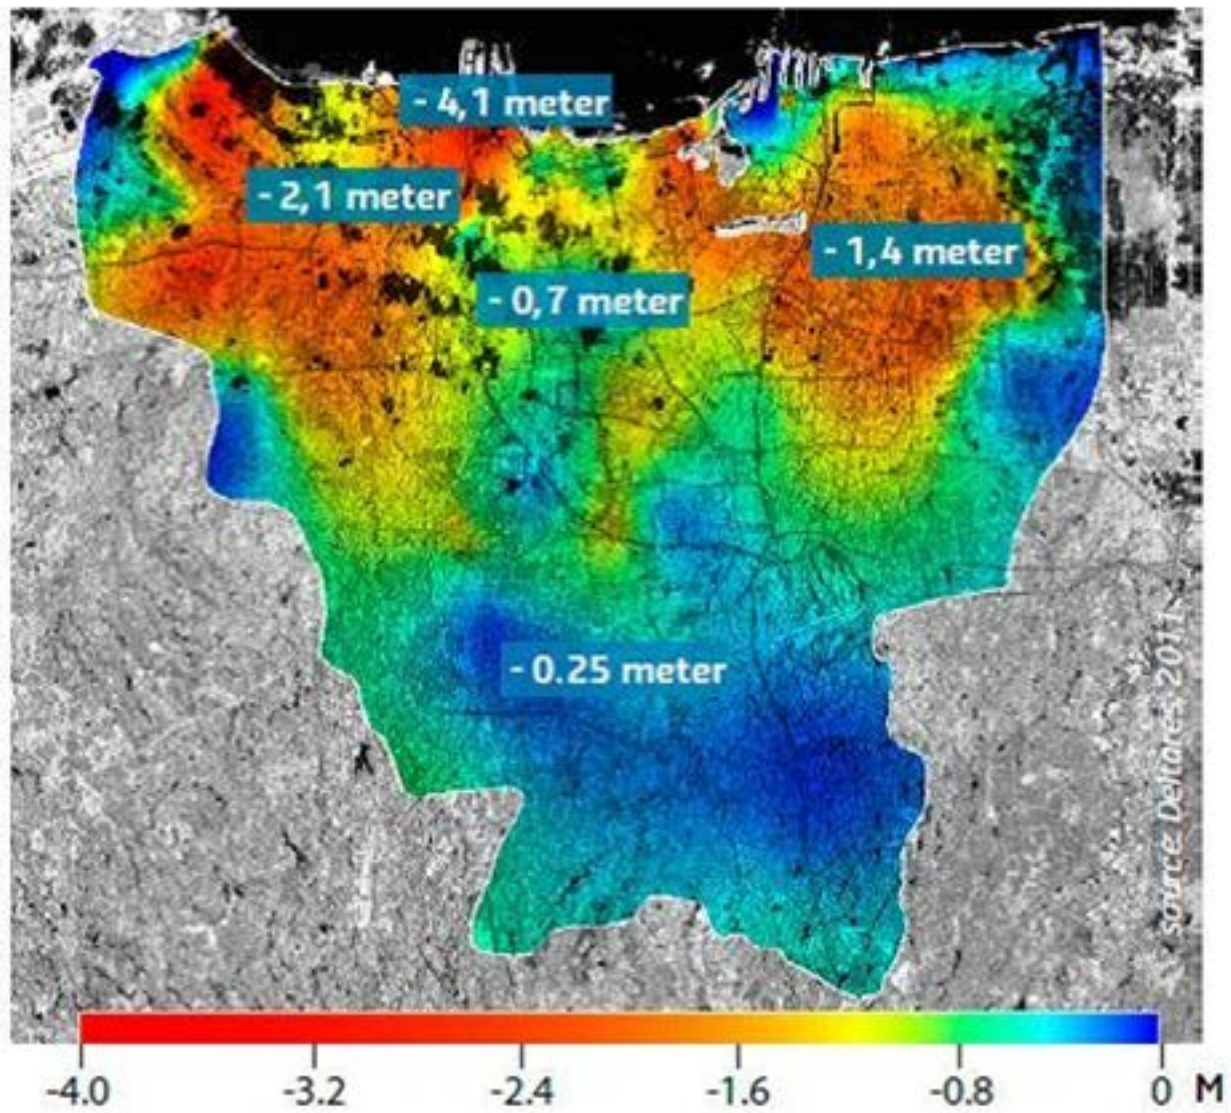 - 4,1 meter
- 2,1 meter
- 1,4 meter
- 0,7 meter
- 0.25 meter
source Deltares 2011
-4.0 -3.2 -2.4 -1.6 -0.8 0 M